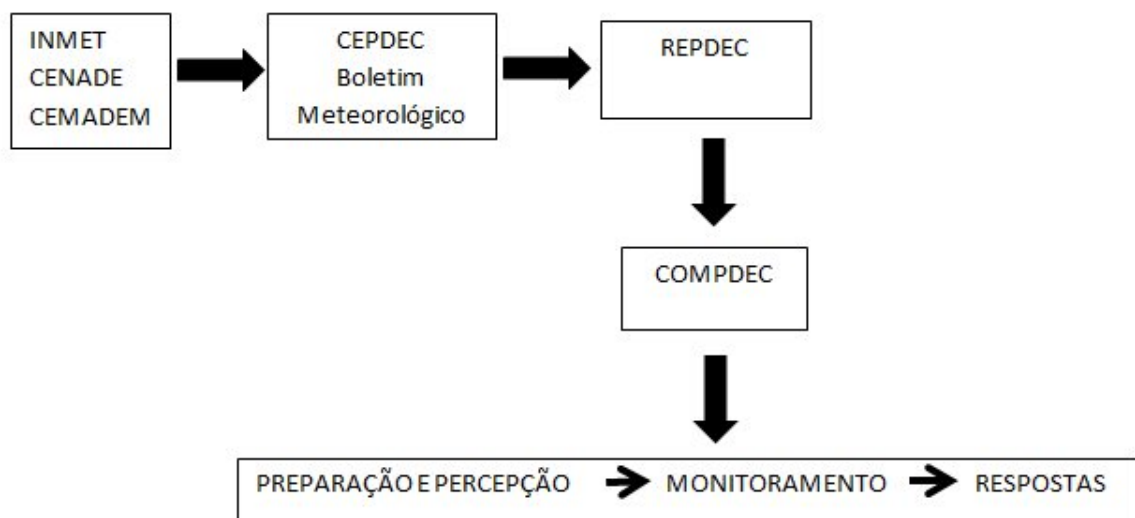 INMET
CENADE
CEMADEM
CEPDEC
Boletim
Meteorológico
REPDEC
COMPDEC
PREPARAÇÃO E PERCEPÇÃO MONITORAMENTO RESPOSTAS